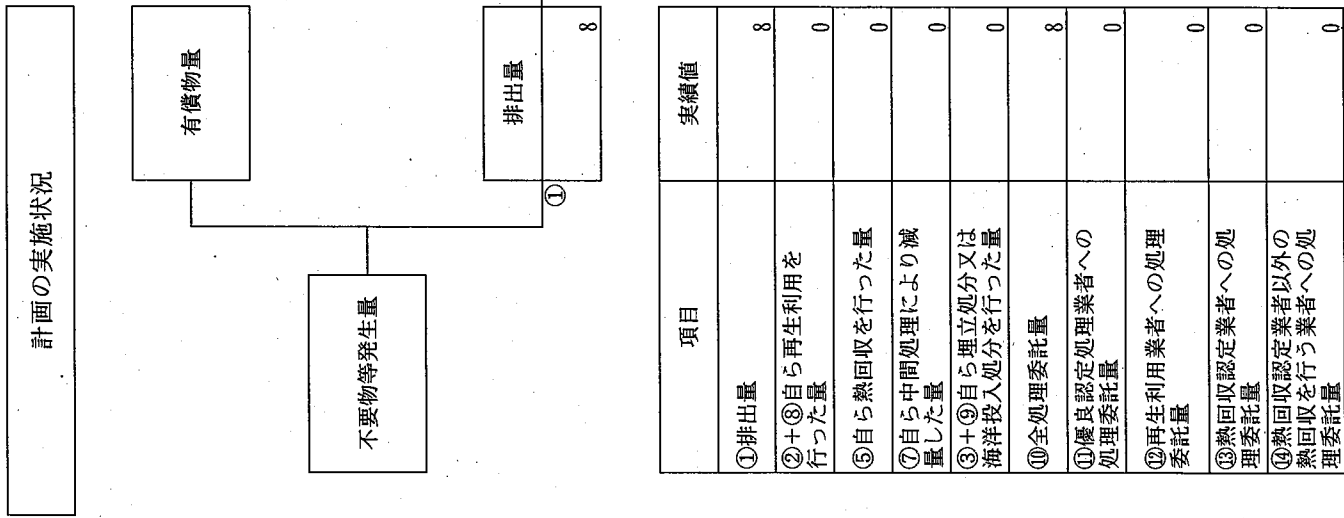 計画の実施状況
有償物量
不要物等発生量
排出量
①
8
項目
実績値
①排出量
8
②+⑧自ら再生利用を
行った量
0
⑤自ら熱回収を行った量
0
⑦自ら中間処理により減
量した量
0
③+⑨自ら埋立処分又は
海洋投入処分を行った量
0
⑩全処理委託量
8
⑪優良認定処理業者への
処理委託量
0
⑫再生利用業者への処理
委託量
0
⑬熱回収認定業者への処
理委託量
0
⑭熱回収認定業者以外の
熱回収を行う業者への処
理委託量
0